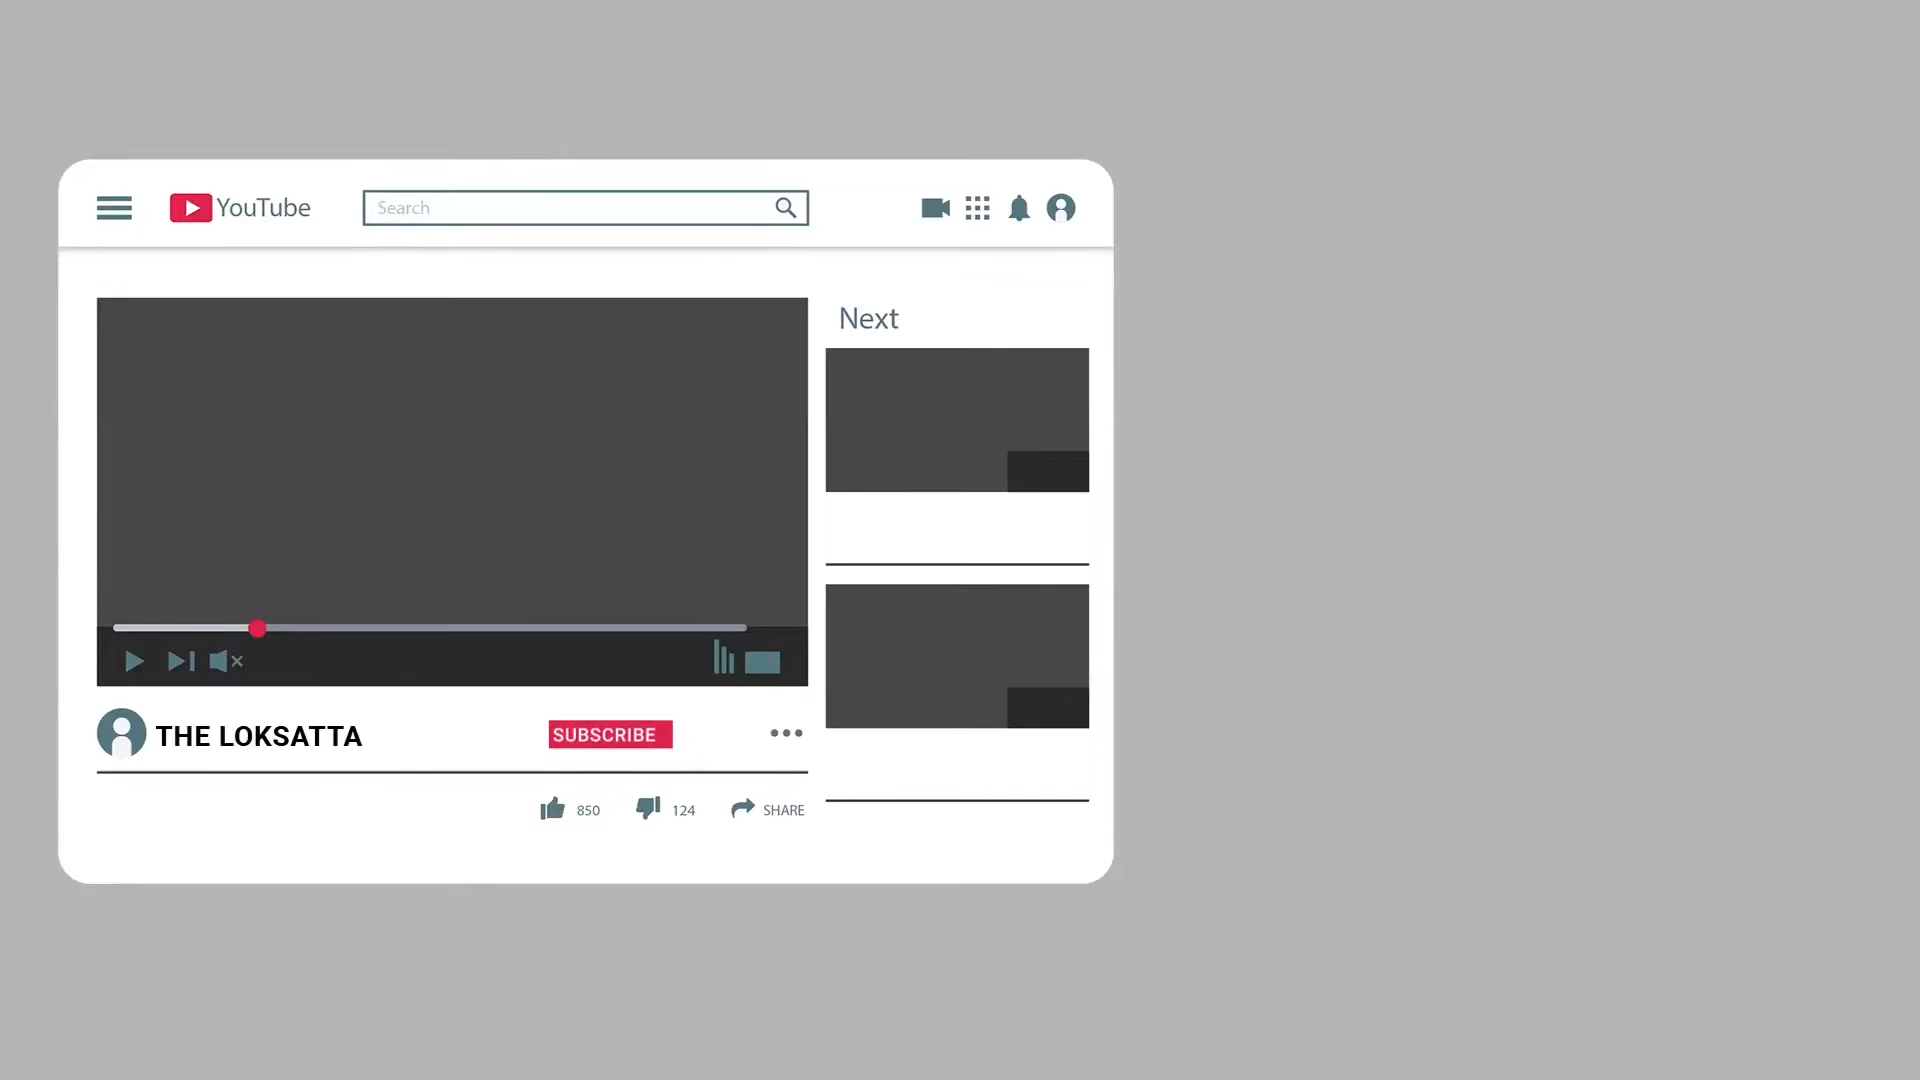 YouTube
Search
Next
THE LOKSATTA
SUBSCRIBE
850
124
SHARE